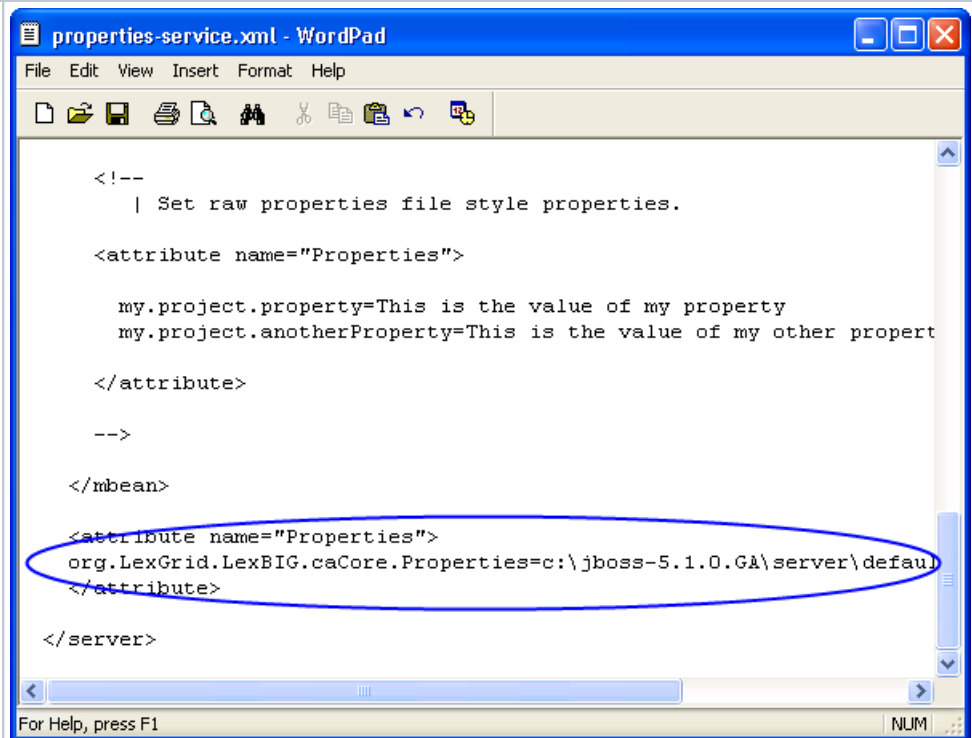 properties-service.xml - WordPad
File Edit View Insert Format Help
<!--
| Set raw properties file style properties.
<attribute name="Properties">
my.project.property=This is the value of my property
my.project.anotherProperty=This is the value of my other propert
</attribute>
-->
</mbean>
<attribute name="Properties">
org.LexGrid.LexBIG.caCore.Properties=c:\jboss-5.1.0.GA\server\defaul
</attribute>
</server>
For Help, press F1 NUM